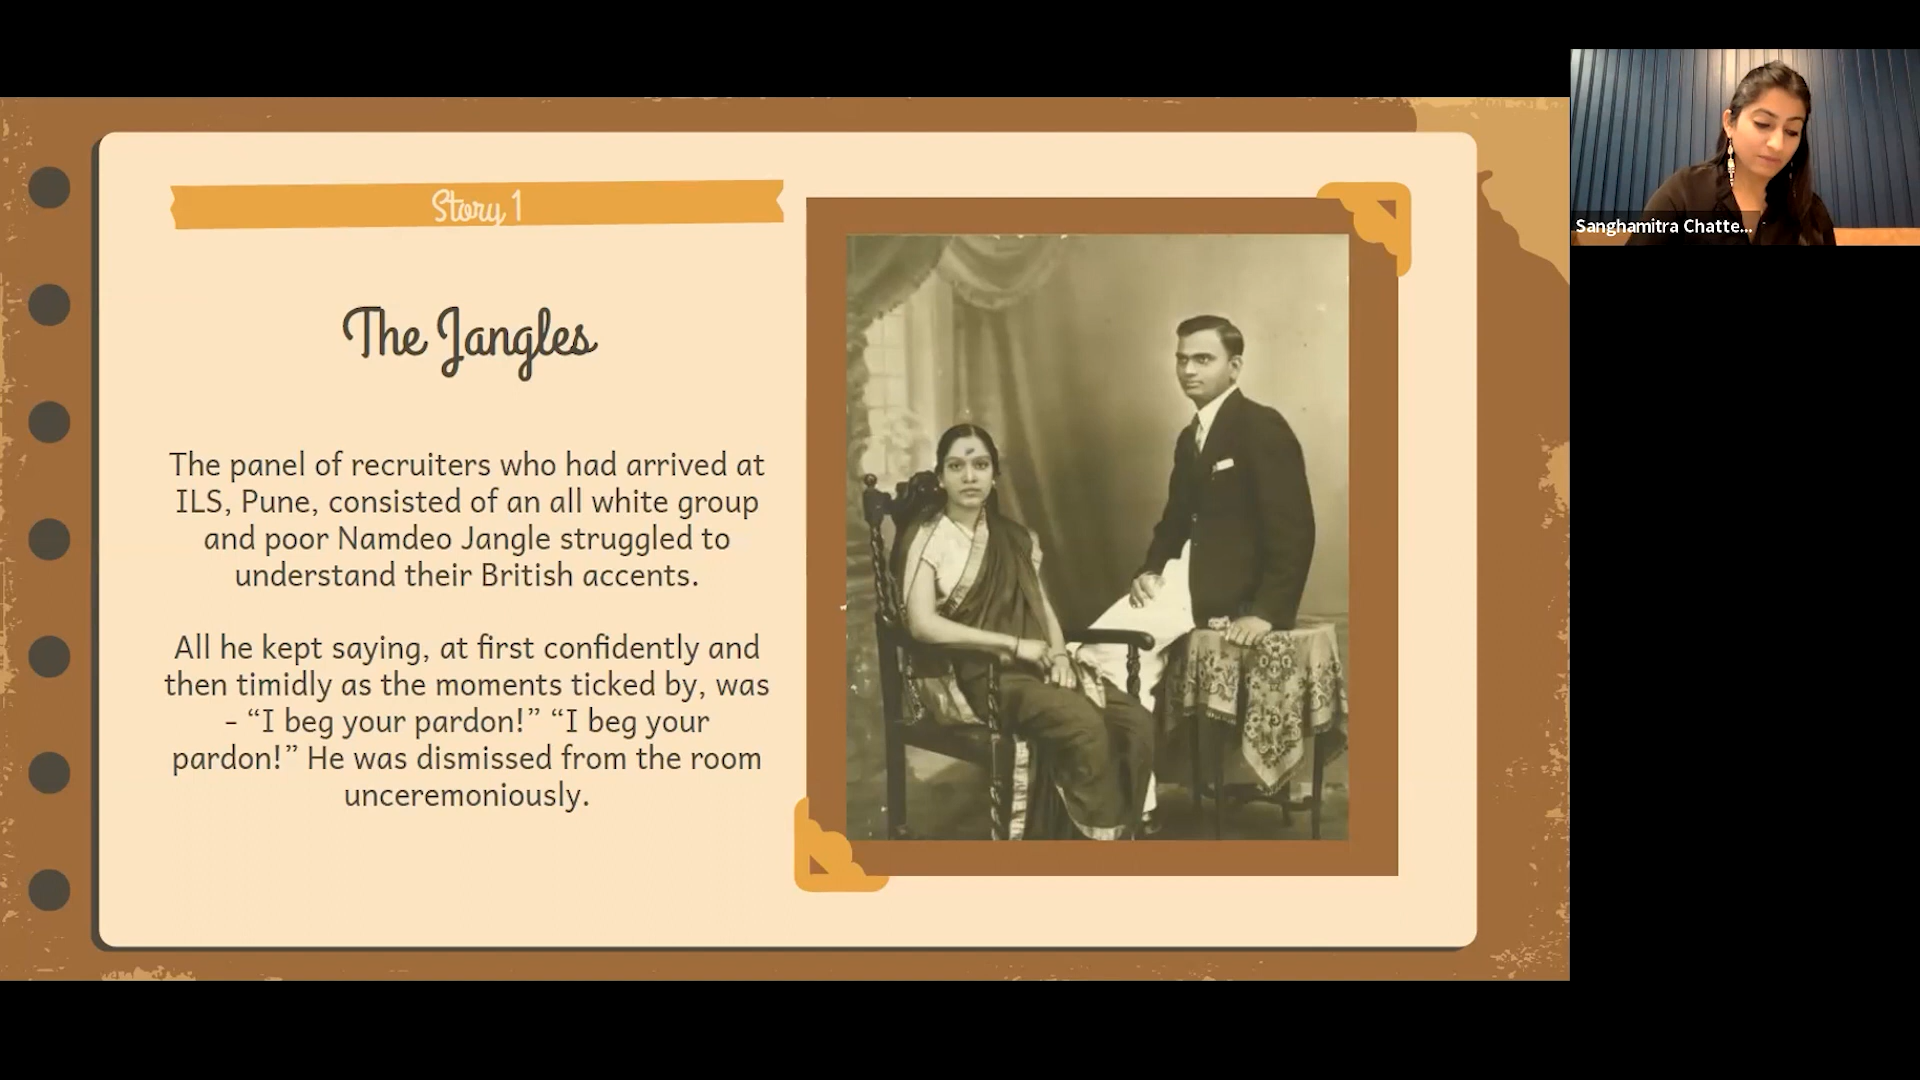 Story 1
The Jangles
The panel of recruiters who had arrived at
ILS, Pune, consisted of an all white group
and poor Namdeo Jangle struggled to
understand their British accents.
All he kept saying, at first confidently and
then timidly as the moments ticked by, was
- “I beg your pardon!” “I beg your
pardon!” He was dismissed from the room
unceremoniously.
Sanghamitra Chatte...